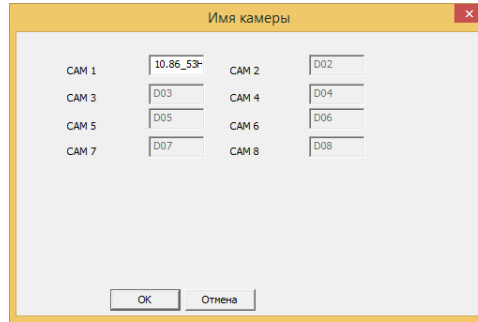 Имя камеры
x
CAM 1 10.86_53H CAM 2 D02
CAM 3 D03 CAM 4 D04
CAM 5 D05 CAM 6 D06
CAM 7 D07 CAM 8 D08
OK Отмена